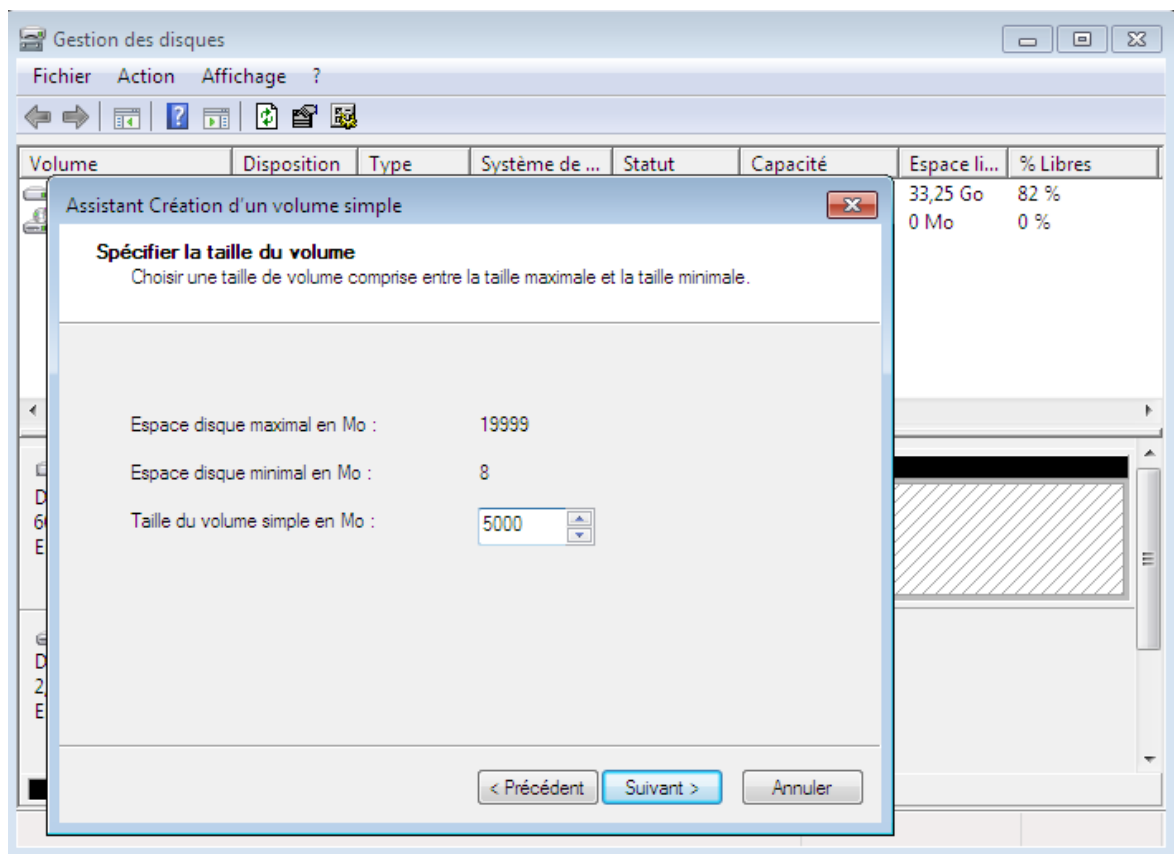 Gestion des disques
Fichier Action Affichage ?
Volume Disposition Type Système de ... Statut Capacité Espace li... % Libres
33,25 Go 82 %
0 Mo 0 %
Assistant Création d'un volume simple
Spécifier la taille du volume
Choisir une taille de volume comprise entre la taille maximale et la taille minimale.
Espace disque maximal en Mo : 19999
Espace disque minimal en Mo : 8
Taille du volume simple en Mo : 5000
D
E
D
2,
E
< Précédent Suivant > Annuler